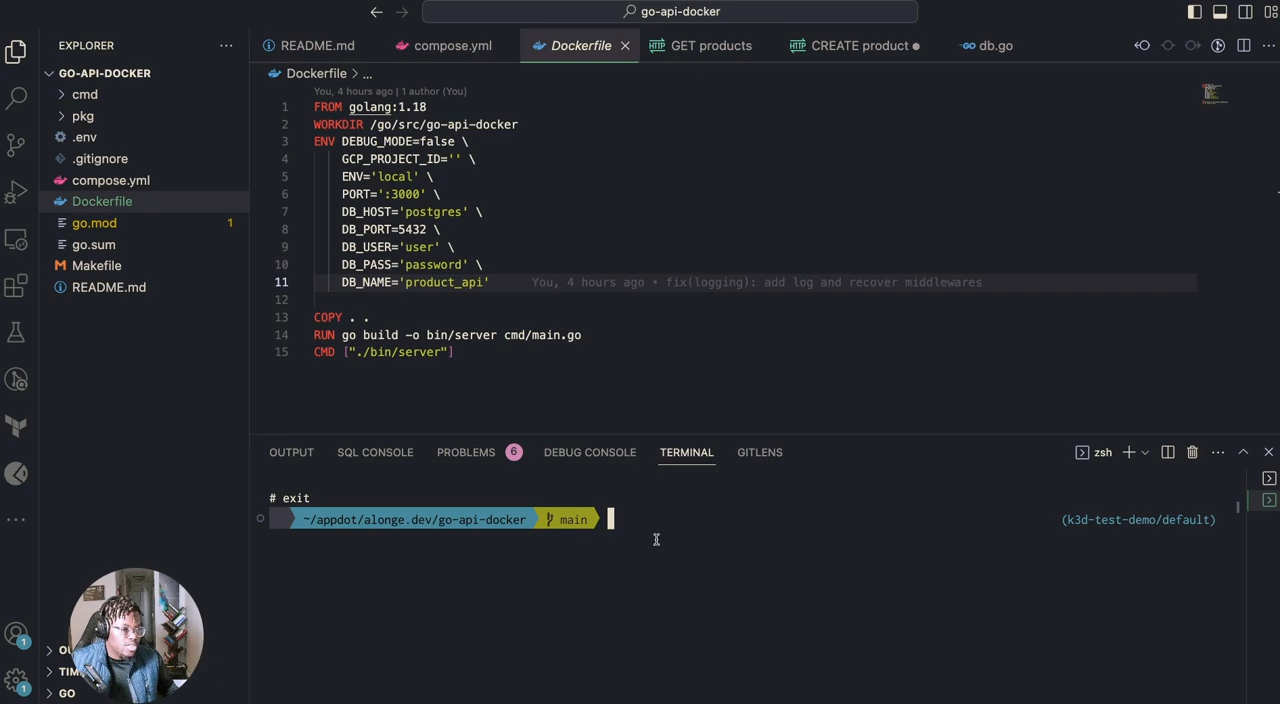 go-api-docker
EXPLORER
README.md
compose.yml
Dockerfile
GET products
CREATE product
db.go
GO-API-DOCKER
cmd
pkg
.env
.gitignore
compose.yml
Dockerfile
go.mod 1
go.sum
Makefile
README.md
Dockerfile > ...
You, 4 hours ago | 1 author (You)
1 FROM golang:1.18
2 WORKDIR /go/src/go-api-docker
3 ENV DEBUG_MODE=false \
4 GCP_PROJECT_ID='' \
5 ENV='local' \
6 PORT=':3000' \
7 DB_HOST='postgres' \
8 DB_PORT=5432 \
9 DB_USER='user' \
10 DB_PASS='password' \
11 DB_NAME='product_api' You, 4 hours ago • fix(logging): add log and recover middlewares
12
13 COPY . .
14 RUN go build -o bin/server cmd/main.go
15 CMD ["./bin/server"]
OUTPUT SQL CONSOLE PROBLEMS 6 DEBUG CONSOLE TERMINAL GITLENS
zsh
# exit
~/appdot/alonge.dev/go-api-docker main (k3d-test-demo/default)
1
1
TIM
GO